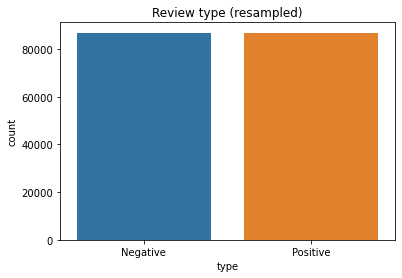 Review type (resampled)
80000
60000
40000
20000
0
count
Negative
Positive
type